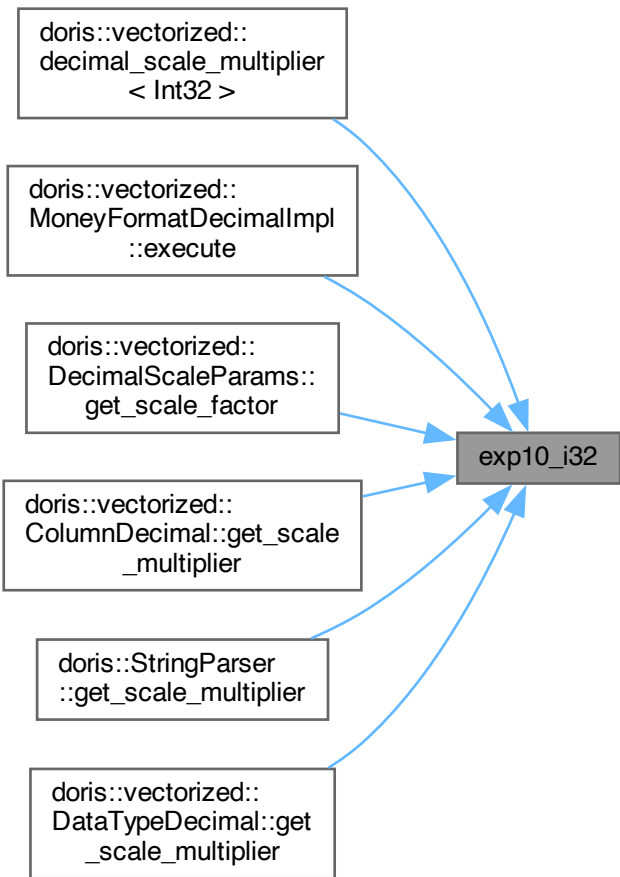 doris::vectorized::
decimal_scale_multiplier
< Int32 >
doris::vectorized::
MoneyFormatDecimalImpl
::execute
doris::vectorized::
DecimalScaleParams::
get_scale_factor
exp10_i32
doris::vectorized::
ColumnDecimal::get_scale
_multiplier
doris::StringParser
::get_scale_multiplier
doris::vectorized::
DataTypeDecimal::get
_scale_multiplier